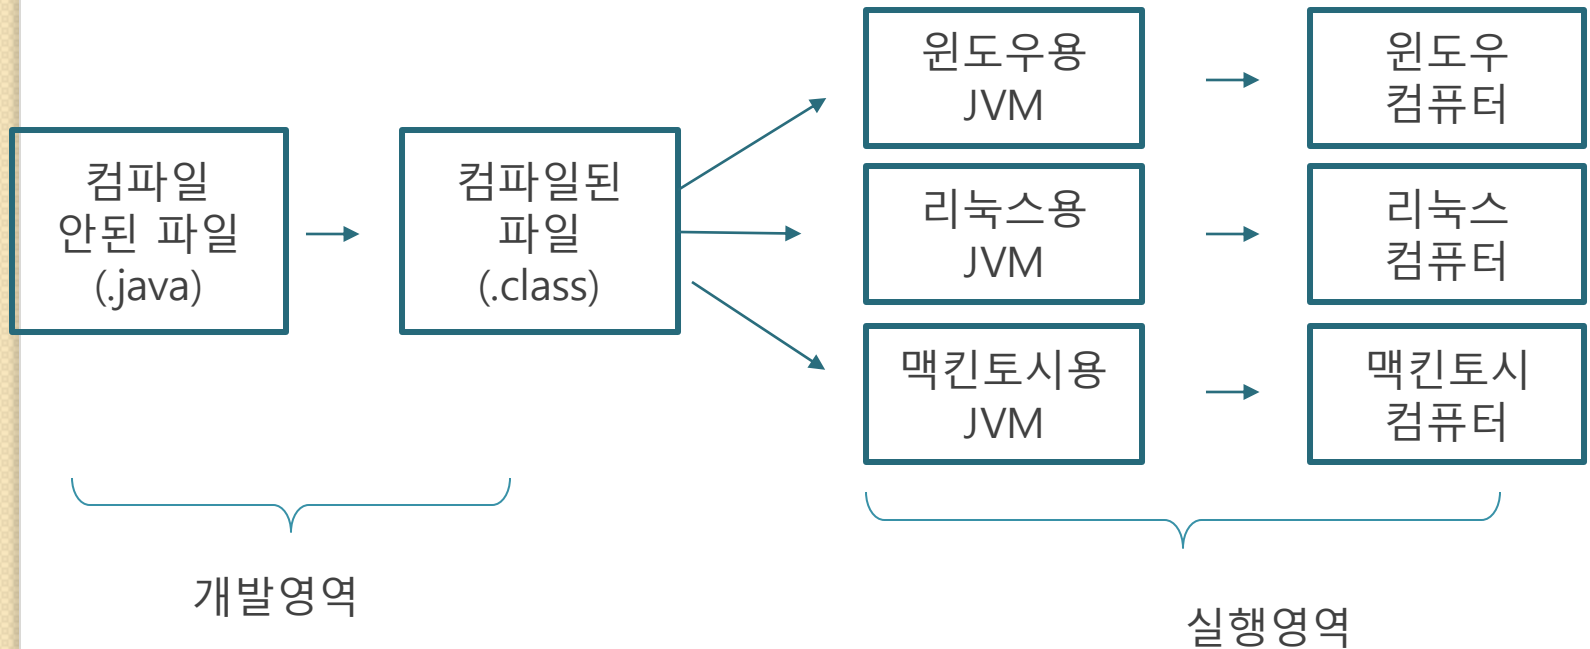 컴파일
안된 파일
(.java)
컴파일된
파일
(.class)
윈도우용
JVM
윈도우
컴퓨터
리눅스용
JVM
리눅스
컴퓨터
맥킨토시용
JVM
맥킨토시
컴퓨터
개발영역
실행영역